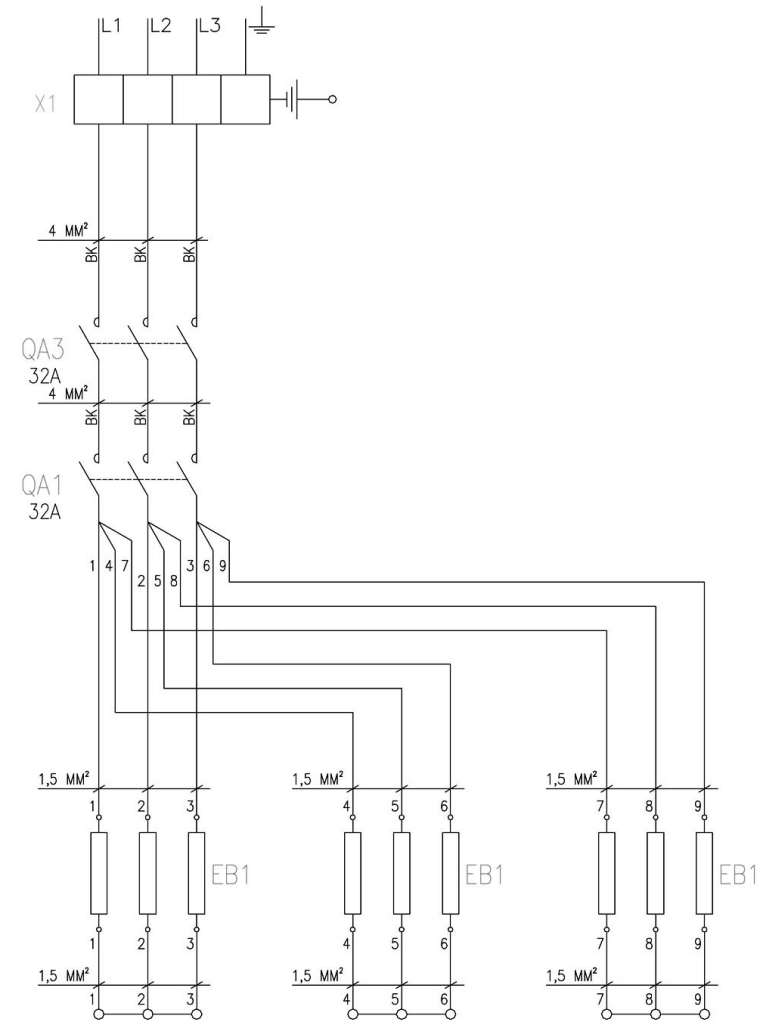 L1 L2 L3
X1
4 MM²
BK BK BK
QA3
32A
4 MM²
BK BK BK
QA1
32A
1 4 7 2 5 8 3 6 9
1,5 MM² 1,5 MM² 1,5 MM²
1 2 3 4 5 6 7 8 9
EB1 EB1 EB1
1 2 3 4 5 6 7 8 9
1,5 MM² 1,5 MM² 1,5 MM²
1 2 3 4 5 6 7 8 9